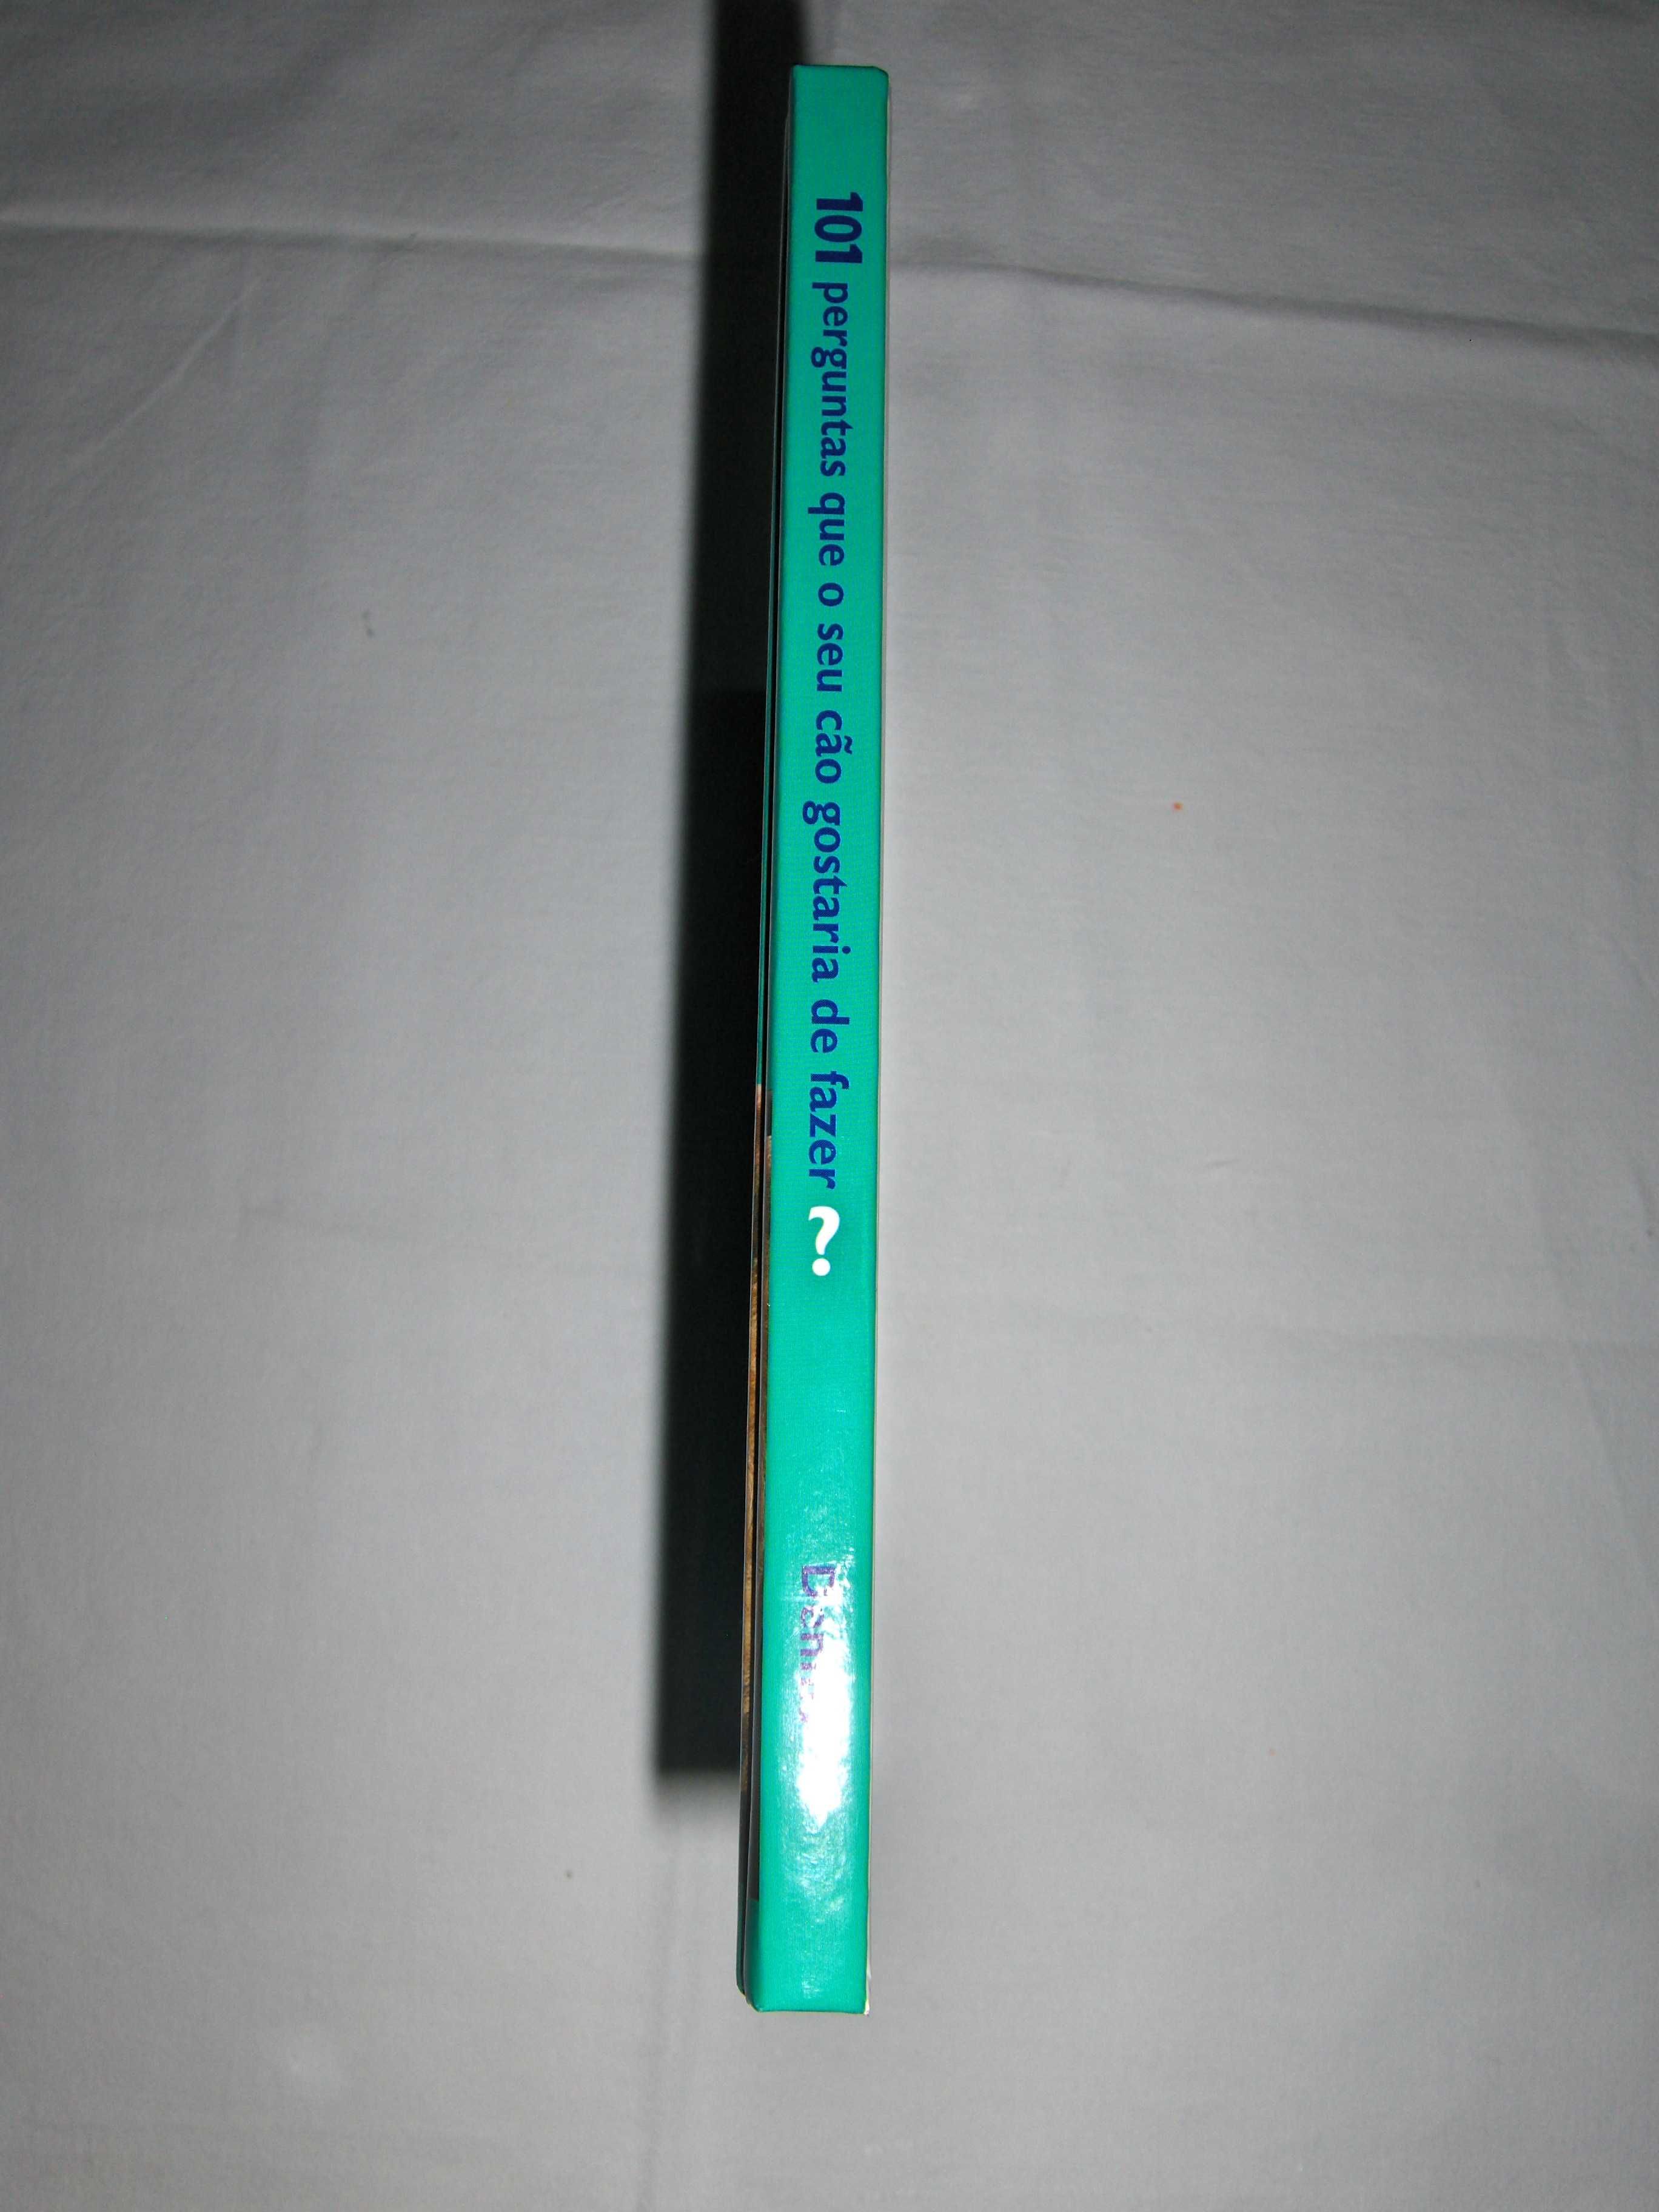 101 perguntas que o seu cão gostaria de fazer ?